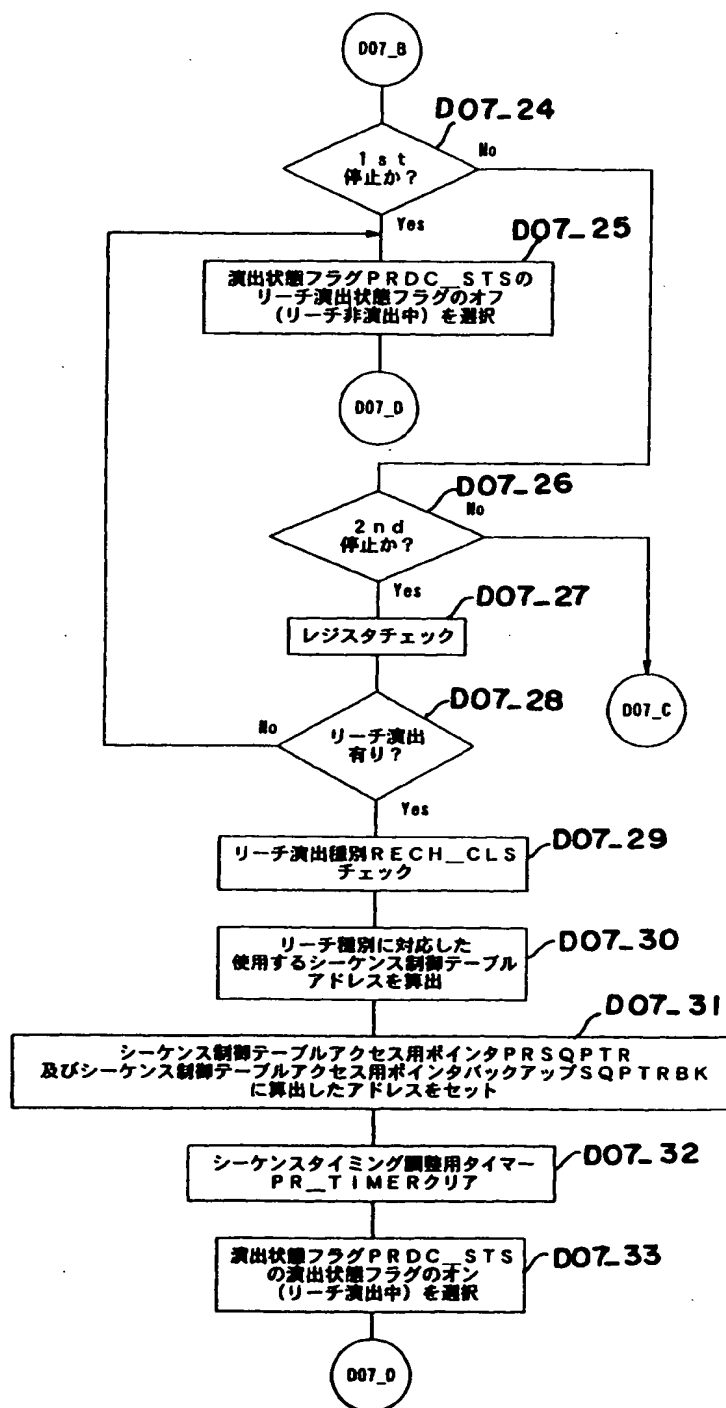 D07_B
D07_24
1st
停止か?
No
Yes
D07_25
演出状態フラグPRDC_STSの
リーチ演出状態フラグのオフ
(リーチ非演出中)を選択
D07_D
D07_26
2nd
停止か?
No
Yes
D07_27
レジスタチェック
D07_C
D07_28
リーチ演出
有り?
No
Yes
D07_29
リーチ演出種別RECH_CLS
チェック
D07_30
リーチ種別に対応した
使用するシーケンス制御テーブル
アドレスを算出
D07_31
シーケンス制御テーブルアクセス用ポインタPRSQPTR
及びシーケンス制御テーブルアクセス用ポインタバックアップSQPTRBK
に算出したアドレスをセット
D07_32
シーケンスタイミング調整用タイマー
PR_TIMERクリア
D07_33
演出状態フラグPRDC_STS
の演出状態フラグのオン
(リーチ演出中)を選択
D07_D